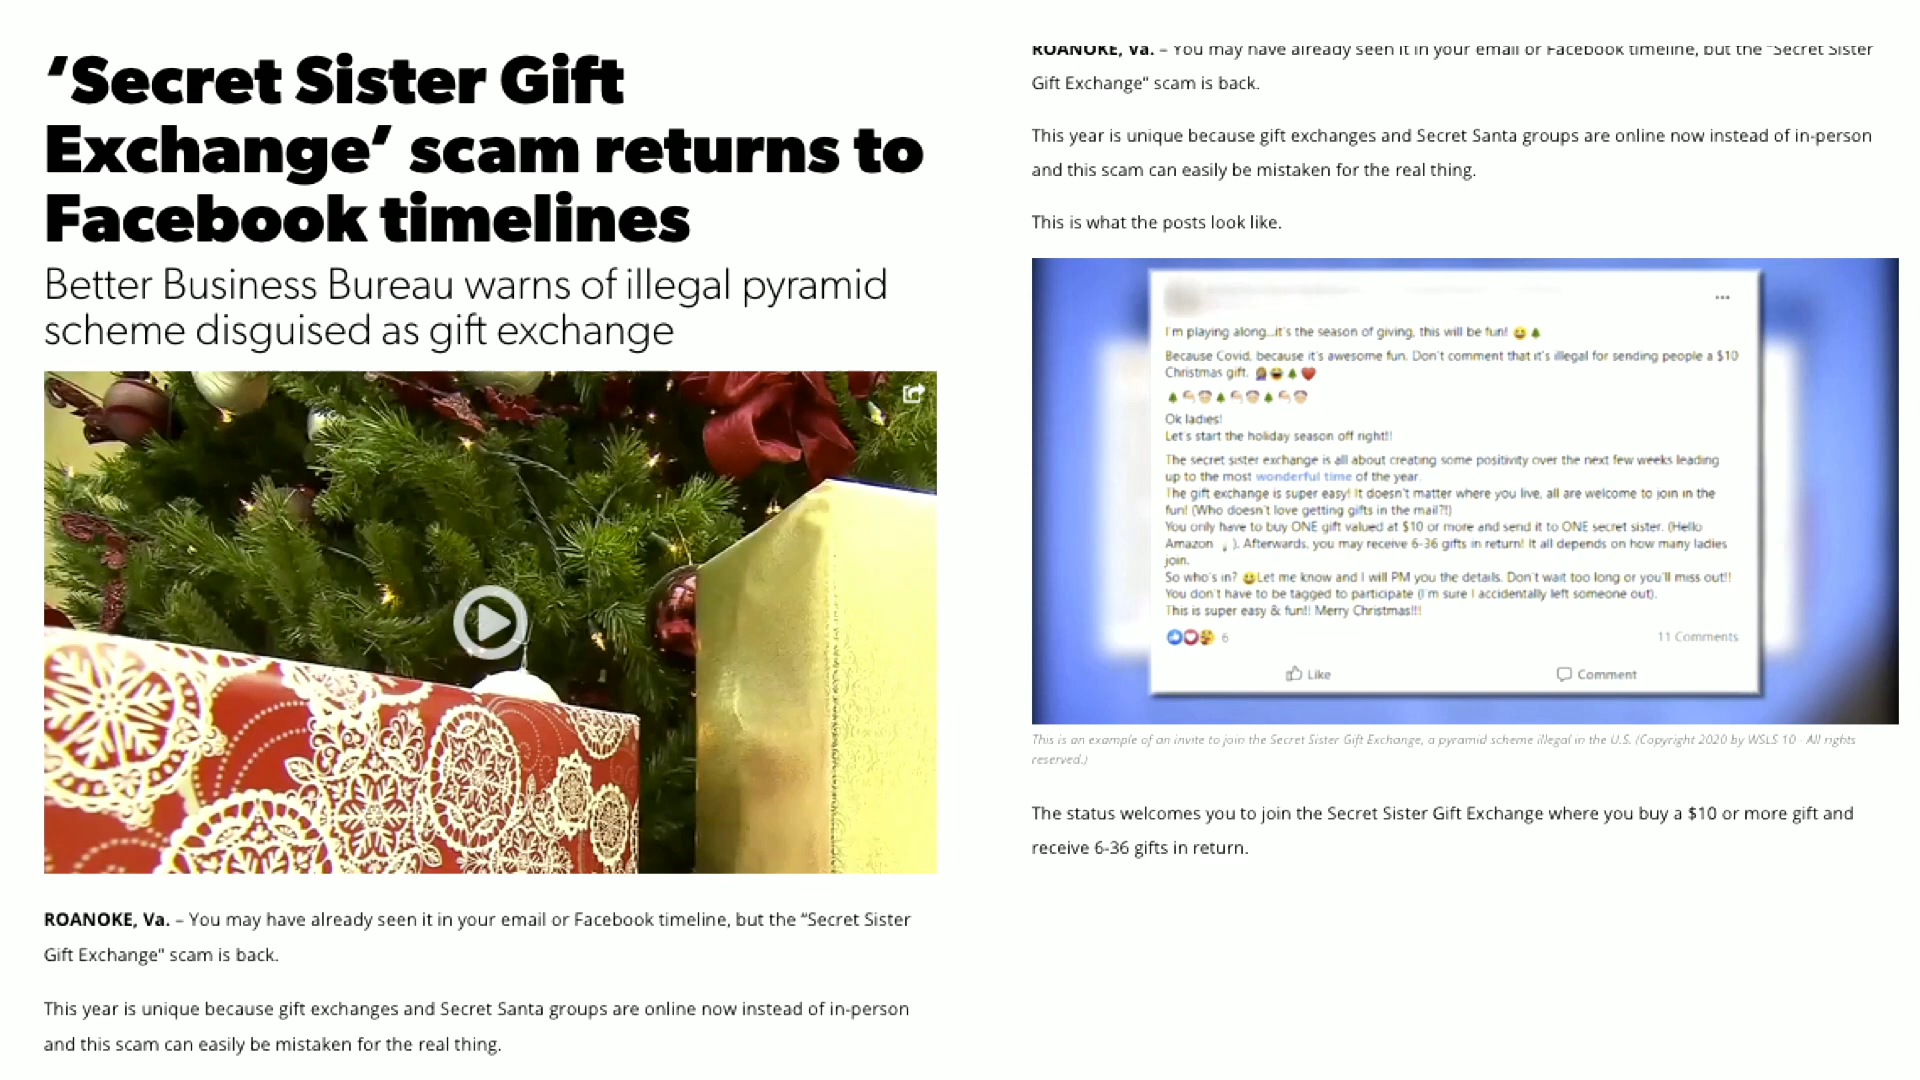 ‘Secret Sister Gift
Exchange’ scam returns to
Facebook timelines
Better Business Bureau warns of illegal pyramid
scheme disguised as gift exchange
ROANOKE, Va. – You may have already seen it in your email or Facebook timeline, but the “Secret Sister
Gift Exchange” scam is back.
This year is unique because gift exchanges and Secret Santa groups are online now instead of in-person
and this scam can easily be mistaken for the real thing.
ROANOKE, Va. – You may have already seen it in your email or Facebook timeline, but the “Secret Sister
Gift Exchange” scam is back.
This year is unique because gift exchanges and Secret Santa groups are online now instead of in-person
and this scam can easily be mistaken for the real thing.
This is what the posts look like.
I'm playing along...it's the season of giving, this will be fun! 😀🌲
Because Covid, because it's awesome fun. Don't comment that it's illegal for sending people a $10
Christmas gift.
Ok ladies!
Let's start the holiday season off right!!
The secret sister exchange is all about creating some positivity over the next few weeks leading
up to the most wonderful time of the year.
The gift exchange is super easy! It doesn't matter where you live, all are welcome to join in the
fun! (Who doesn't love getting gifts in the mail?!)
You only have to buy ONE gift valued at $10 or more and send it to ONE secret sister. (Hello
Amazon ). Afterwards, you may receive 6-36 gifts in return! It all depends on how many ladies
join.
So who's in? 😀Let me know and I will PM you the details. Don't wait too long or you'll miss out!!
You don't have to be tagged to participate (I'm sure I accidentally left someone out).
This is super easy & fun!! Merry Christmas!!!
6
11 Comments
Like
Comment
This is an example of an invite to join the Secret Sister Gift Exchange, a pyramid scheme illegal in the U.S. (Copyright 2020 by WSLS 10 - All rights
reserved.)
The status welcomes you to join the Secret Sister Gift Exchange where you buy a $10 or more gift and
receive 6-36 gifts in return.